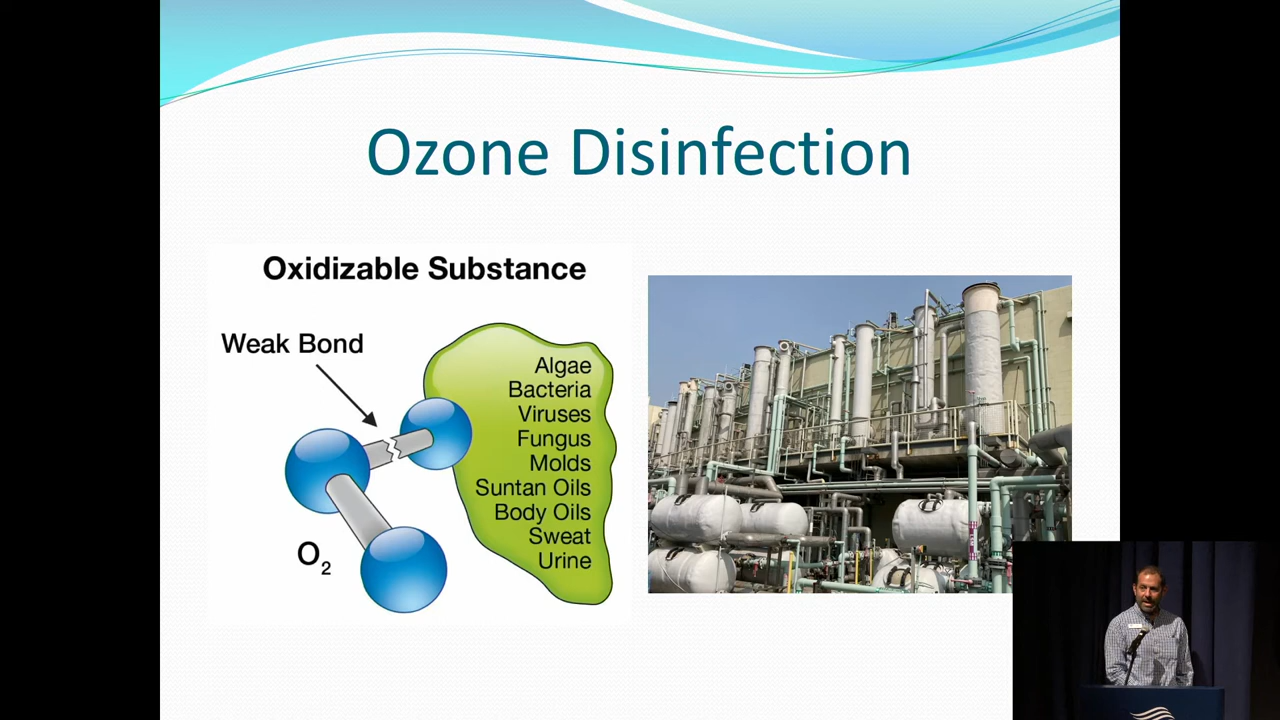 Ozone Disinfection
Oxidizable Substance
Weak Bond
Algae
Bacteria
Viruses
Fungus
Molds
Suntan Oils
Body Oils
Sweat
Urine
O₂